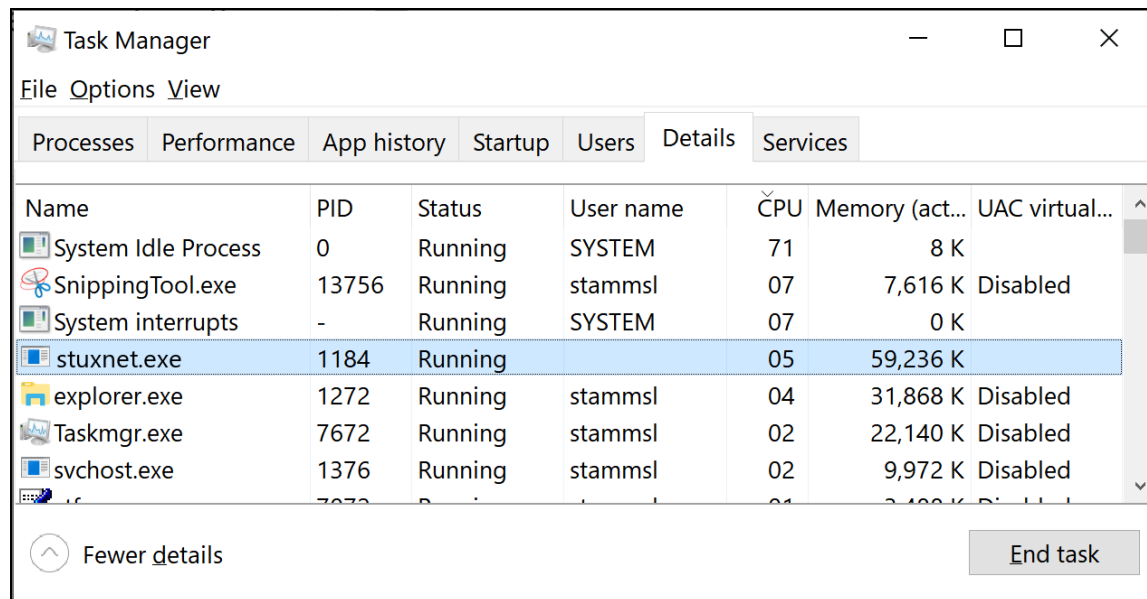 Task Manager
File Options View
Processes Performance App history Startup Users Details Services
Name PID Status User name CPU Memory (act... UAC virtual...
System Idle Process 0 Running SYSTEM 71 8 K
SnippingTool.exe 13756 Running stammsl 07 7,616 K Disabled
System interrupts - Running SYSTEM 07 0 K
stuxnet.exe 1184 Running 05 59,236 K
explorer.exe 1272 Running stammsl 04 31,868 K Disabled
Taskmgr.exe 7672 Running stammsl 02 22,140 K Disabled
svchost.exe 1376 Running stammsl 02 9,972 K Disabled
Fewer details
End task